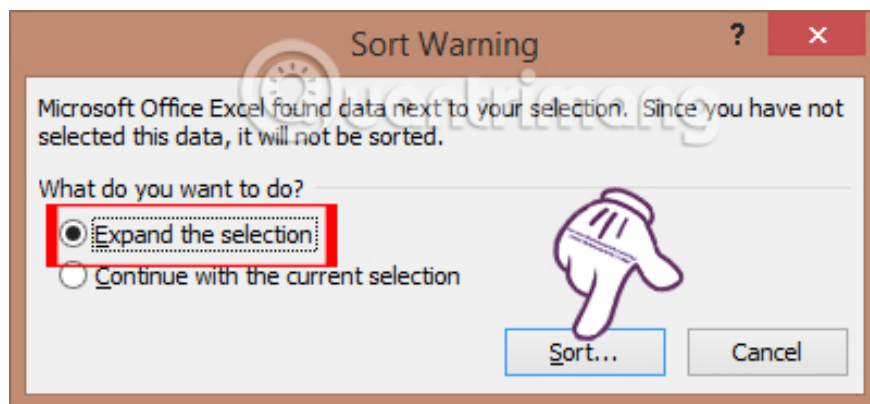 Sort Warning
?
Quantrimang
Microsoft Office Excel found data next to your selection. Since you have not
selected this data, it will not be sorted.
What do you want to do?
Expand the selection
Continue with the current selection
Sort...
Cancel